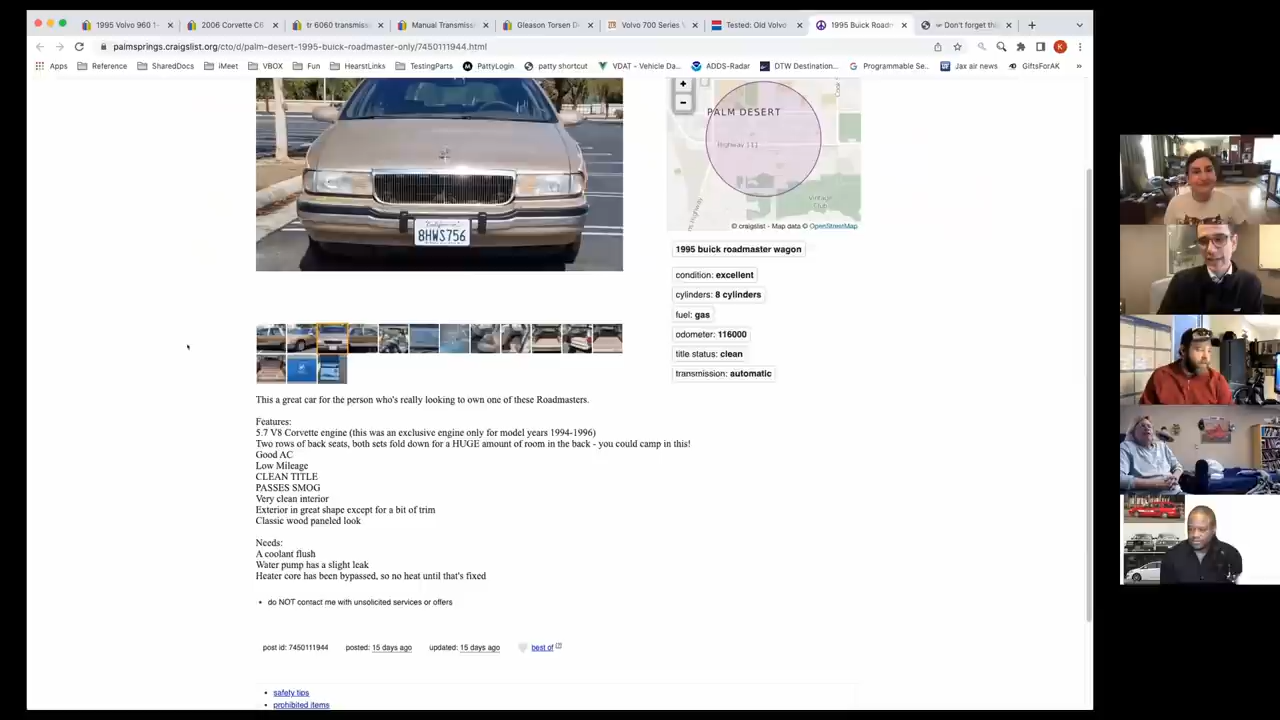 1995 Volvo 960 1-
2006 Corvette C6
tr 6060 transmiss
Manual Transmiss
Gleason Torsen D
Volvo 700 Series
Tested: Old Volvo
1995 Buick Roadm
Don't forget th
palmsprings.craigslist.org/cto/d/palm-desert-1995-buick-roadmaster-only/7450111944.html
K
Apps
Reference
SharedDocs
iMeet
VBOX
Fun
HearstLinks
TestingParts
PattyLogin
patty shortcut
VDAT - Vehicle Da...
ADDS-Radar
DTW Destination...
Programmable Se...
Jax air news
GiftsForAK
»
8HWS756
+
−
PALM DESERT
Highway 111
Vintage
Club
© craigslist - Map data © OpenStreetMap
1995 buick roadmaster wagon
condition: excellent
cylinders: 8 cylinders
fuel: gas
odometer: 116000
title status: clean
transmission: automatic
This a great car for the person who's really looking to own one of these Roadmasters.
Features:
5.7 V8 Corvette engine (this was an exclusive engine only for model years 1994-1996)
Two rows of back seats, both sets fold down for a HUGE amount of room in the back - you could camp in this!
Good AC
Low Mileage
CLEAN TITLE
PASSES SMOG
Very clean interior
Exterior in great shape except for a bit of trim
Classic wood paneled look
Needs:
A coolant flush
Water pump has a slight leak
Heater core has been bypassed, so no heat until that's fixed
• do NOT contact me with unsolicited services or offers
post id: 7450111944 posted: 15 days ago updated: 15 days ago best of [?]
• safety tips
• prohibited items